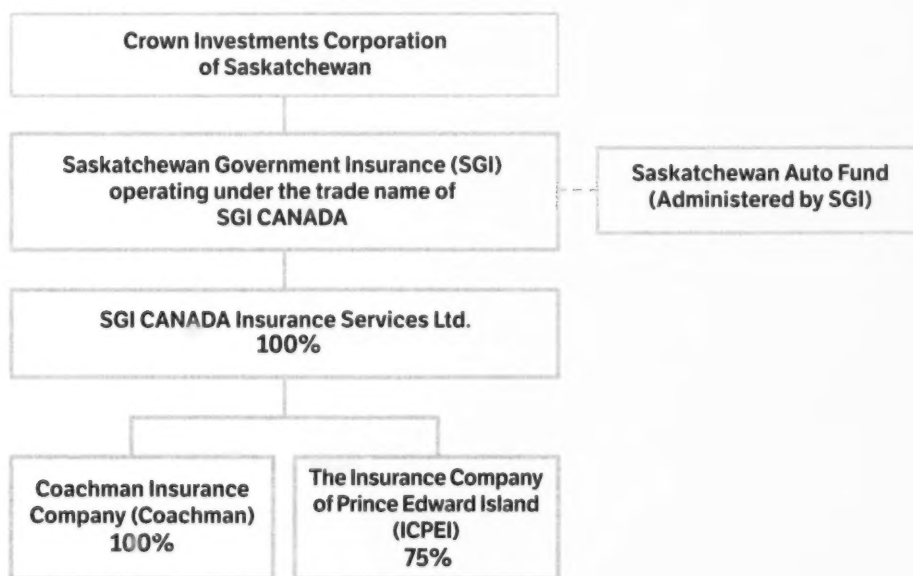 Crown Investments Corporation
of Saskatchewan
Saskatchewan Government Insurance (SGI)
operating under the trade name of
SGI CANADA
Saskatchewan Auto Fund
(Administered by SGI)
SGI CANADA Insurance Services Ltd.
100%
Coachman Insurance
Company (Coachman)
100%
The Insurance Company
of Prince Edward Island
(ICPEI)
75%